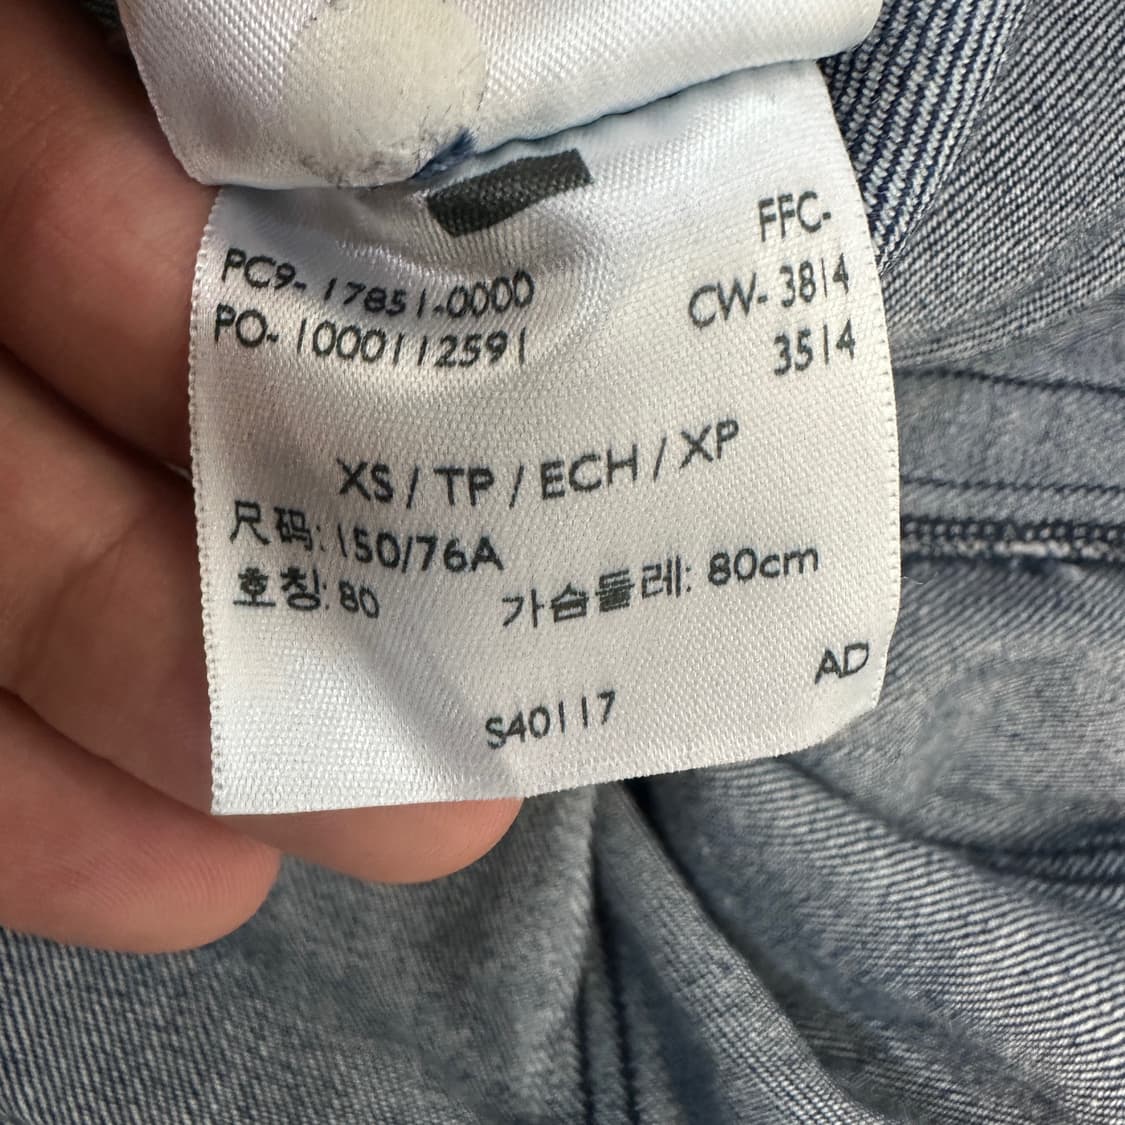 FFC-
PC9-17851-0000 CW-3814
PO-1000112591 3514
XS / TP / ECH / XP
尺码: 150/76A
호칭: 80 가슴둘레: 80cm
AD
S40117